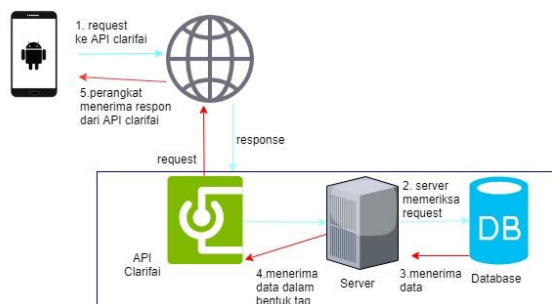 1. request
ke API clarifai
5.perangkat
menerima respon
dari API clarifai
request
response
2. server
memeriksa
request
DB
API
Clarifai
4.menerima
data dalam
bentuk tag
Server
3.menerima
data
Database